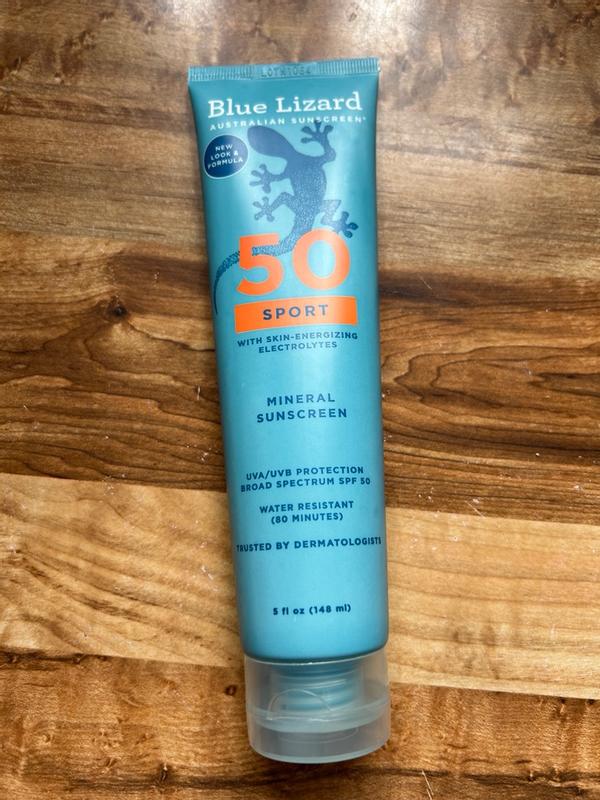 Blue Lizard
AUSTRALIAN SUNSCREEN®
NEW
LOOK &
FORMULA
50
SPORT
WITH SKIN-ENERGIZING
ELECTROLYTES
MINERAL
SUNSCREEN
UVA/UVB PROTECTION
BROAD SPECTRUM SPF 50
WATER RESISTANT
(80 MINUTES)
TRUSTED BY DERMATOLOGISTS
5 fl oz (148 ml)